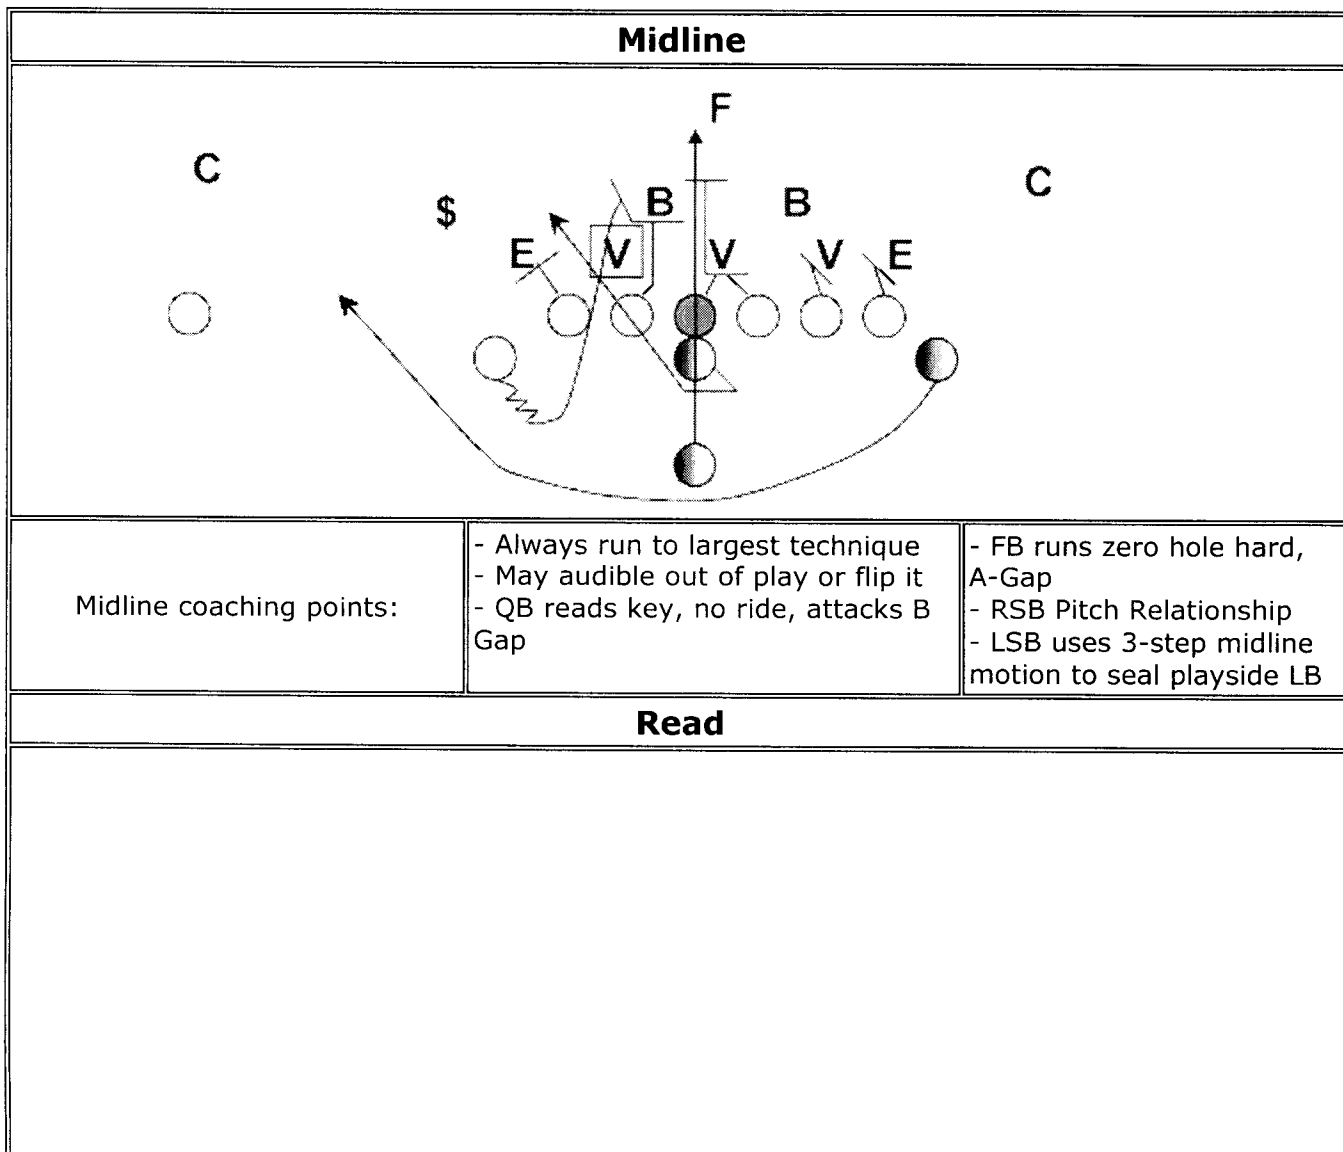 Midline
F
C
C
$
B
B
E
V
V
V
E
Midline coaching points:
- Always run to largest technique
- May audible out of play or flip it
- QB reads key, no ride, attacks B
Gap
- FB runs zero hole hard,
A-Gap
- RSB Pitch Relationship
- LSB uses 3-step midline
motion to seal playside LB
Read